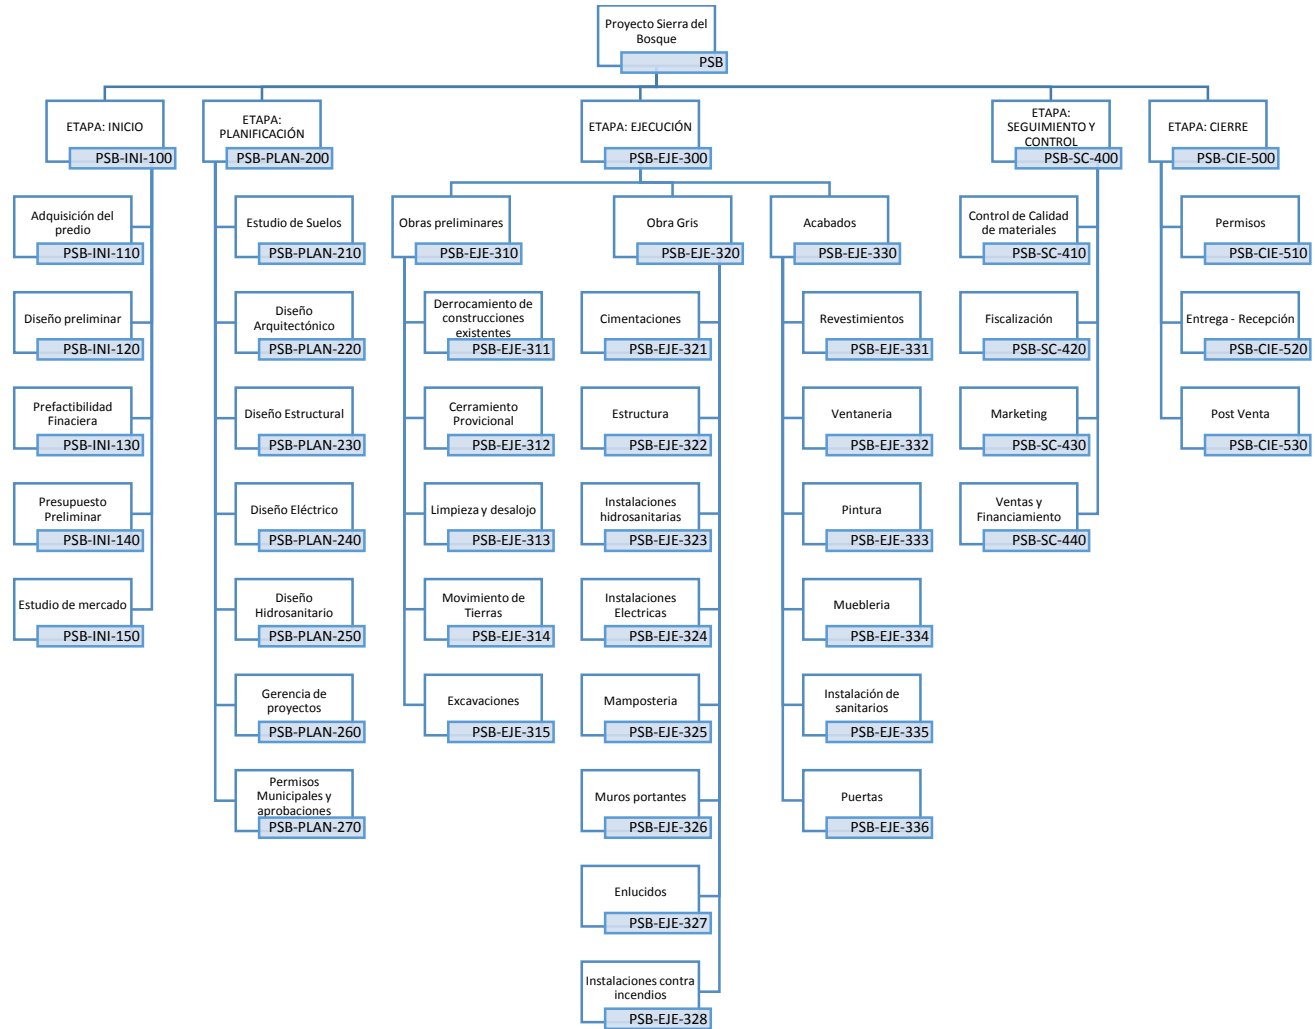 Proyecto Sierra del
Bosque
PSB
ETAPA: INICIO
PSB-INI-100
Adquisición del
predio
PSB-INI-110
Diseño preliminar
PSB-INI-120
Prefactibilidad
Finaciera
PSB-INI-130
Presupuesto
Preliminar
PSB-INI-140
Estudio de mercado
PSB-INI-150
ETAPA:
PLANIFICACIÓN
PSB-PLAN-200
Estudio de Suelos
PSB-PLAN-210
Diseño
Arquitectónico
PSB-PLAN-220
Diseño Estructural
PSB-PLAN-230
Diseño Eléctrico
PSB-PLAN-240
Diseño
Hidrosanitario
PSB-PLAN-250
Gerencia de
proyectos
PSB-PLAN-260
Permisos
Municipales y
aprobaciones
PSB-PLAN-270
ETAPA: EJECUCIÓN
PSB-EJE-300
Obras preliminares
PSB-EJE-310
Derrocamiento de
construcciones
existentes
PSB-EJE-311
Cerramiento
Provicional
PSB-EJE-312
Limpieza y desalojo
PSB-EJE-313
Movimiento de
Tierras
PSB-EJE-314
Excavaciones
PSB-EJE-315
Obra Gris
PSB-EJE-320
Cimentaciones
PSB-EJE-321
Estructura
PSB-EJE-322
Instalaciones
hidrosanitarias
PSB-EJE-323
Instalaciones
Electricas
PSB-EJE-324
Mamposteria
PSB-EJE-325
Muros portantes
PSB-EJE-326
Enlucidos
PSB-EJE-327
Instalaciones contra
incendios
PSB-EJE-328
Acabados
PSB-EJE-330
Revestimientos
PSB-EJE-331
Ventaneria
PSB-EJE-332
Pintura
PSB-EJE-333
Muebleria
PSB-EJE-334
Instalación de
sanitarios
PSB-EJE-335
Puertas
PSB-EJE-336
ETAPA:
SEGUIMIENTO Y
CONTROL
PSB-SC-400
Control de Calidad
de materiales
PSB-SC-410
Fiscalización
PSB-SC-420
Marketing
PSB-SC-430
Ventas y
Financiamiento
PSB-SC-440
ETAPA: CIERRE
PSB-CIE-500
Permisos
PSB-CIE-510
Entrega - Recepción
PSB-CIE-520
Post Venta
PSB-CIE-530